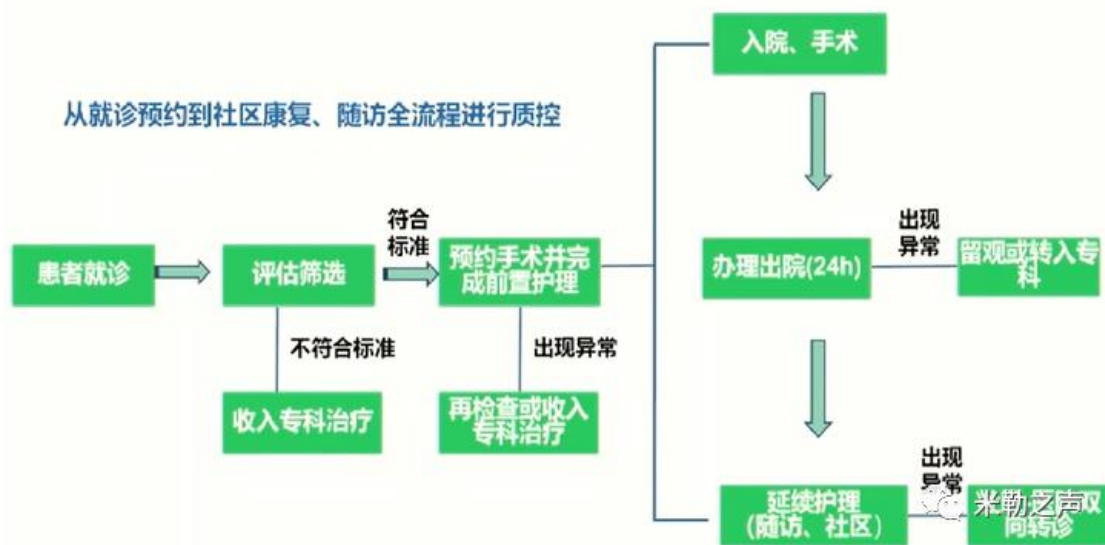 入院、手术
从就诊预约到社区康复、随访全流程进行质控
患者就诊
评估筛选
符合
标准
预约手术并完
成前置护理
办理出院(24h)
出现
异常
留观或转入专
科
不符合标准
出现异常
收入专科治疗
再检查或收入
专科治疗
延续护理
(随访、社区)
出现
异常
双
向转诊
米勒之声